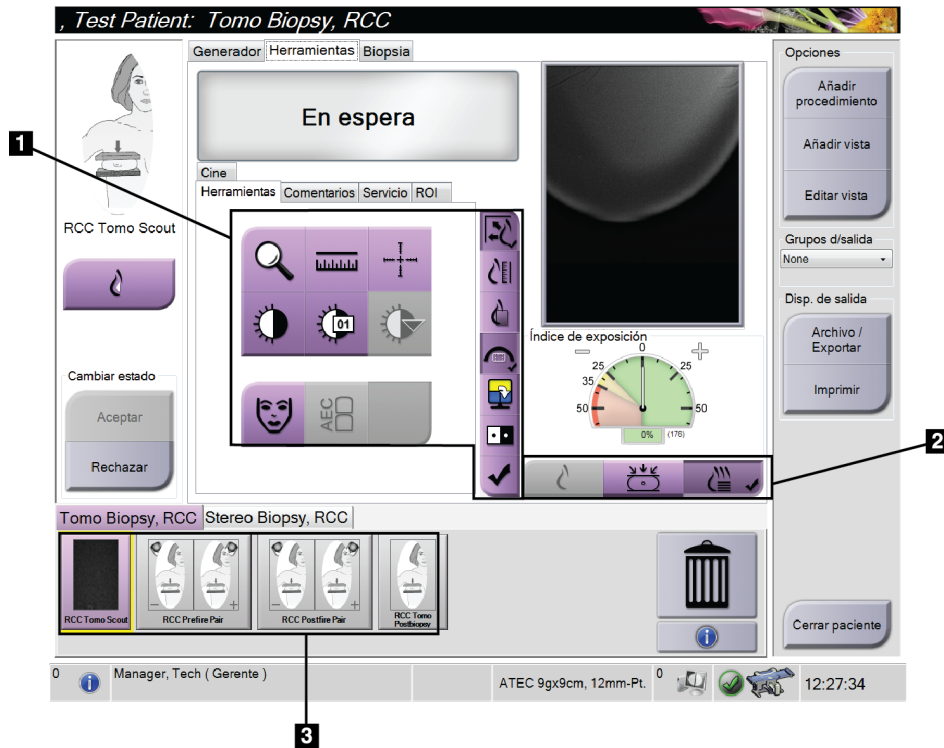 , Test Patient: Tomo Biopsy, RCC
Generador Herramientas Biopsia
En espera
Cine
Herramientas Comentarios Servicio ROI
1
RCC Tomo Scout
Cambiar estado
Aceptar
Rechazar
01
AEC
Índice de exposición
0
25 25
35
50 50
0% (176)
2
Opciones
Añadir
procedimiento
Añadir vista
Editar vista
Grupos d/salida
None
Disp. de salida
Archivo /
Exportar
Imprimir
Cerrar paciente
Tomo Biopsy, RCC Stereo Biopsy, RCC
RCC Tomo Scout
RCC Prefire Pair
RCC Postfire Pair
RCC Tomo
Postbiopsy
0
Manager, Tech ( Gerente )
ATEC 9gx9cm, 12mm-Pt.
0
12:27:34
3